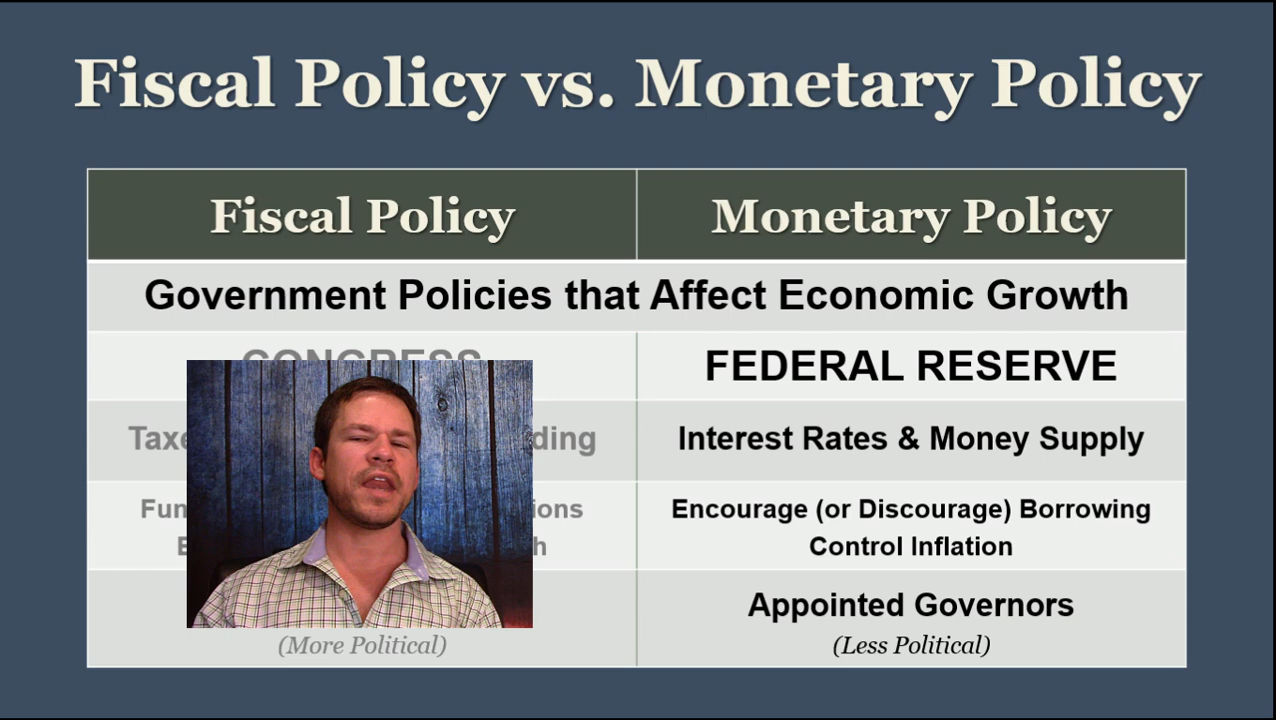 Fiscal Policy vs. Monetary Policy
Fiscal Policy
Monetary Policy
Government Policies that Affect Economic Growth
CONGRESS
FEDERAL RESERVE
Interest Rates & Money Supply
Encourage (or Discourage) Borrowing
Control Inflation
Appointed Governors
(More Political)
(Less Political)